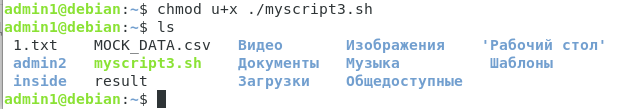 admin1@debian:~$ chmod u+x ./myscript3.sh
admin1@debian:~$ ls
1.txt MOCK_DATA.csv Видео Изображения 'Рабочий стол'
admin2 myscript3.sh Документы Музыка Шаблоны
inside result Загрузки Общедоступные
admin1@debian:~$